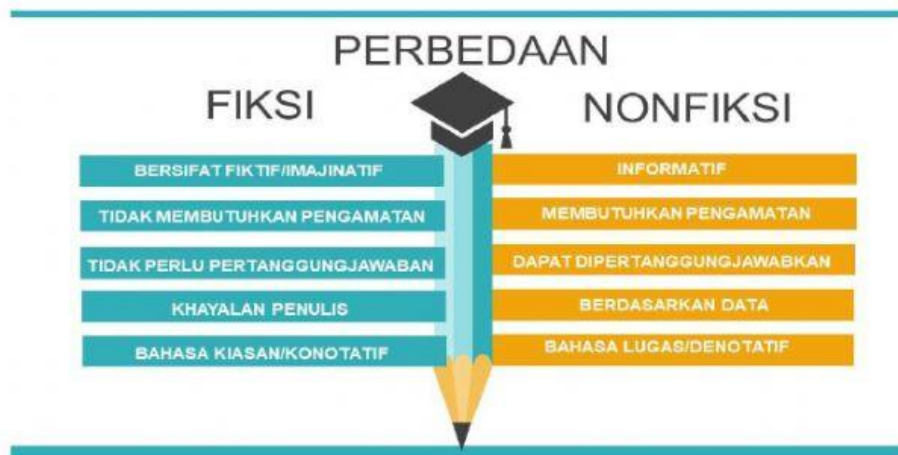 PERBEDAAN
FIKSI
NONFIKSI
BERSIFAT FIKTIF/IMAJINATIF
INFORMATIF
TIDAK MEMBUTUHKAN PENGAMATAN
MEMBUTUHKAN PENGAMATAN
TIDAK PERLU PERTANGGUNGJAWABAN
DAPAT DIPERTANGGUNGJAWABKAN
KHAYALAN PENULIS
BERDASARKAN DATA
BAHASA KIASAN/KONOTATIF
BAHASA LUGAS/DENOTATIF